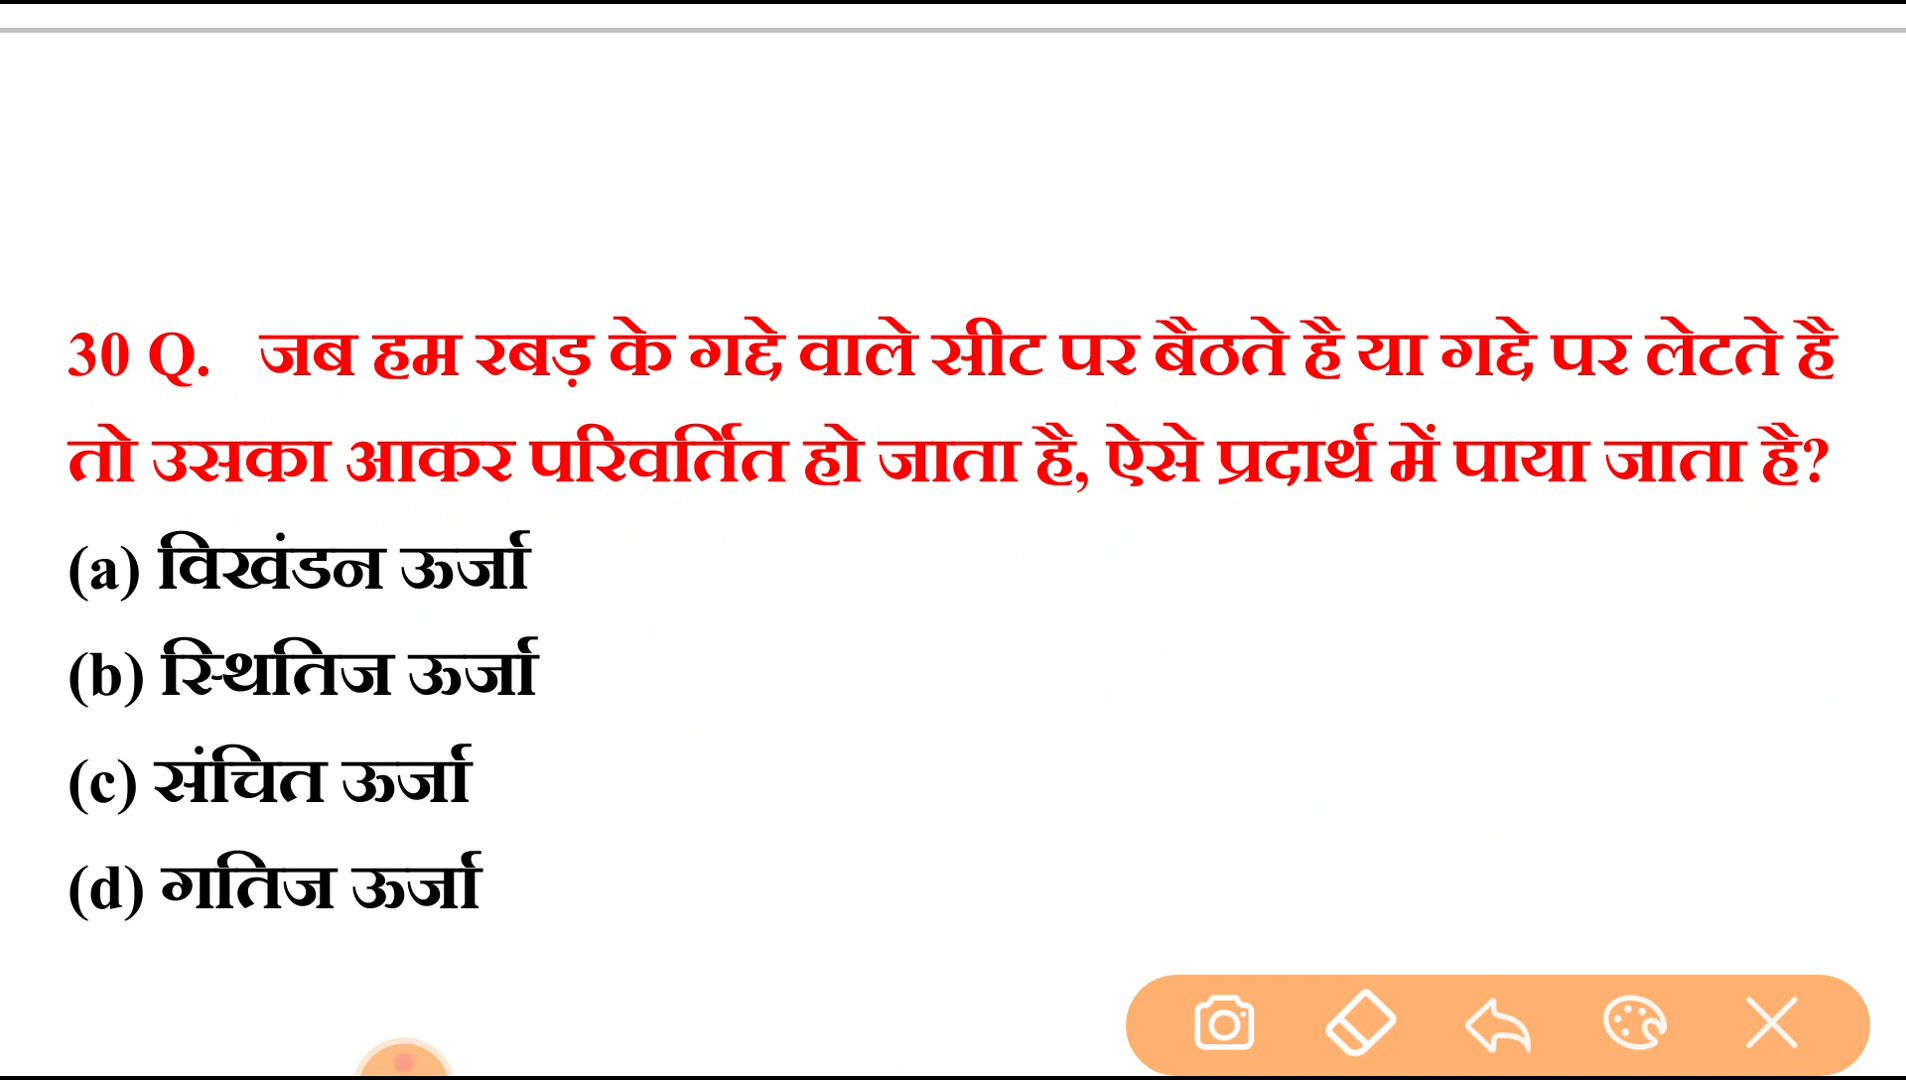 30 Q. जब हम रबड़ के गद्दे वाले सीट पर बैठते है या गद्दे पर लेटते है
तो उसका आकर परिवर्तित हो जाता है, ऐसे प्रदार्थ में पाया जाता है?
(a) विखंडन ऊर्जा
(b) स्थितिज ऊर्जा
(c) संचित ऊर्जा
(d) गतिज ऊर्जा